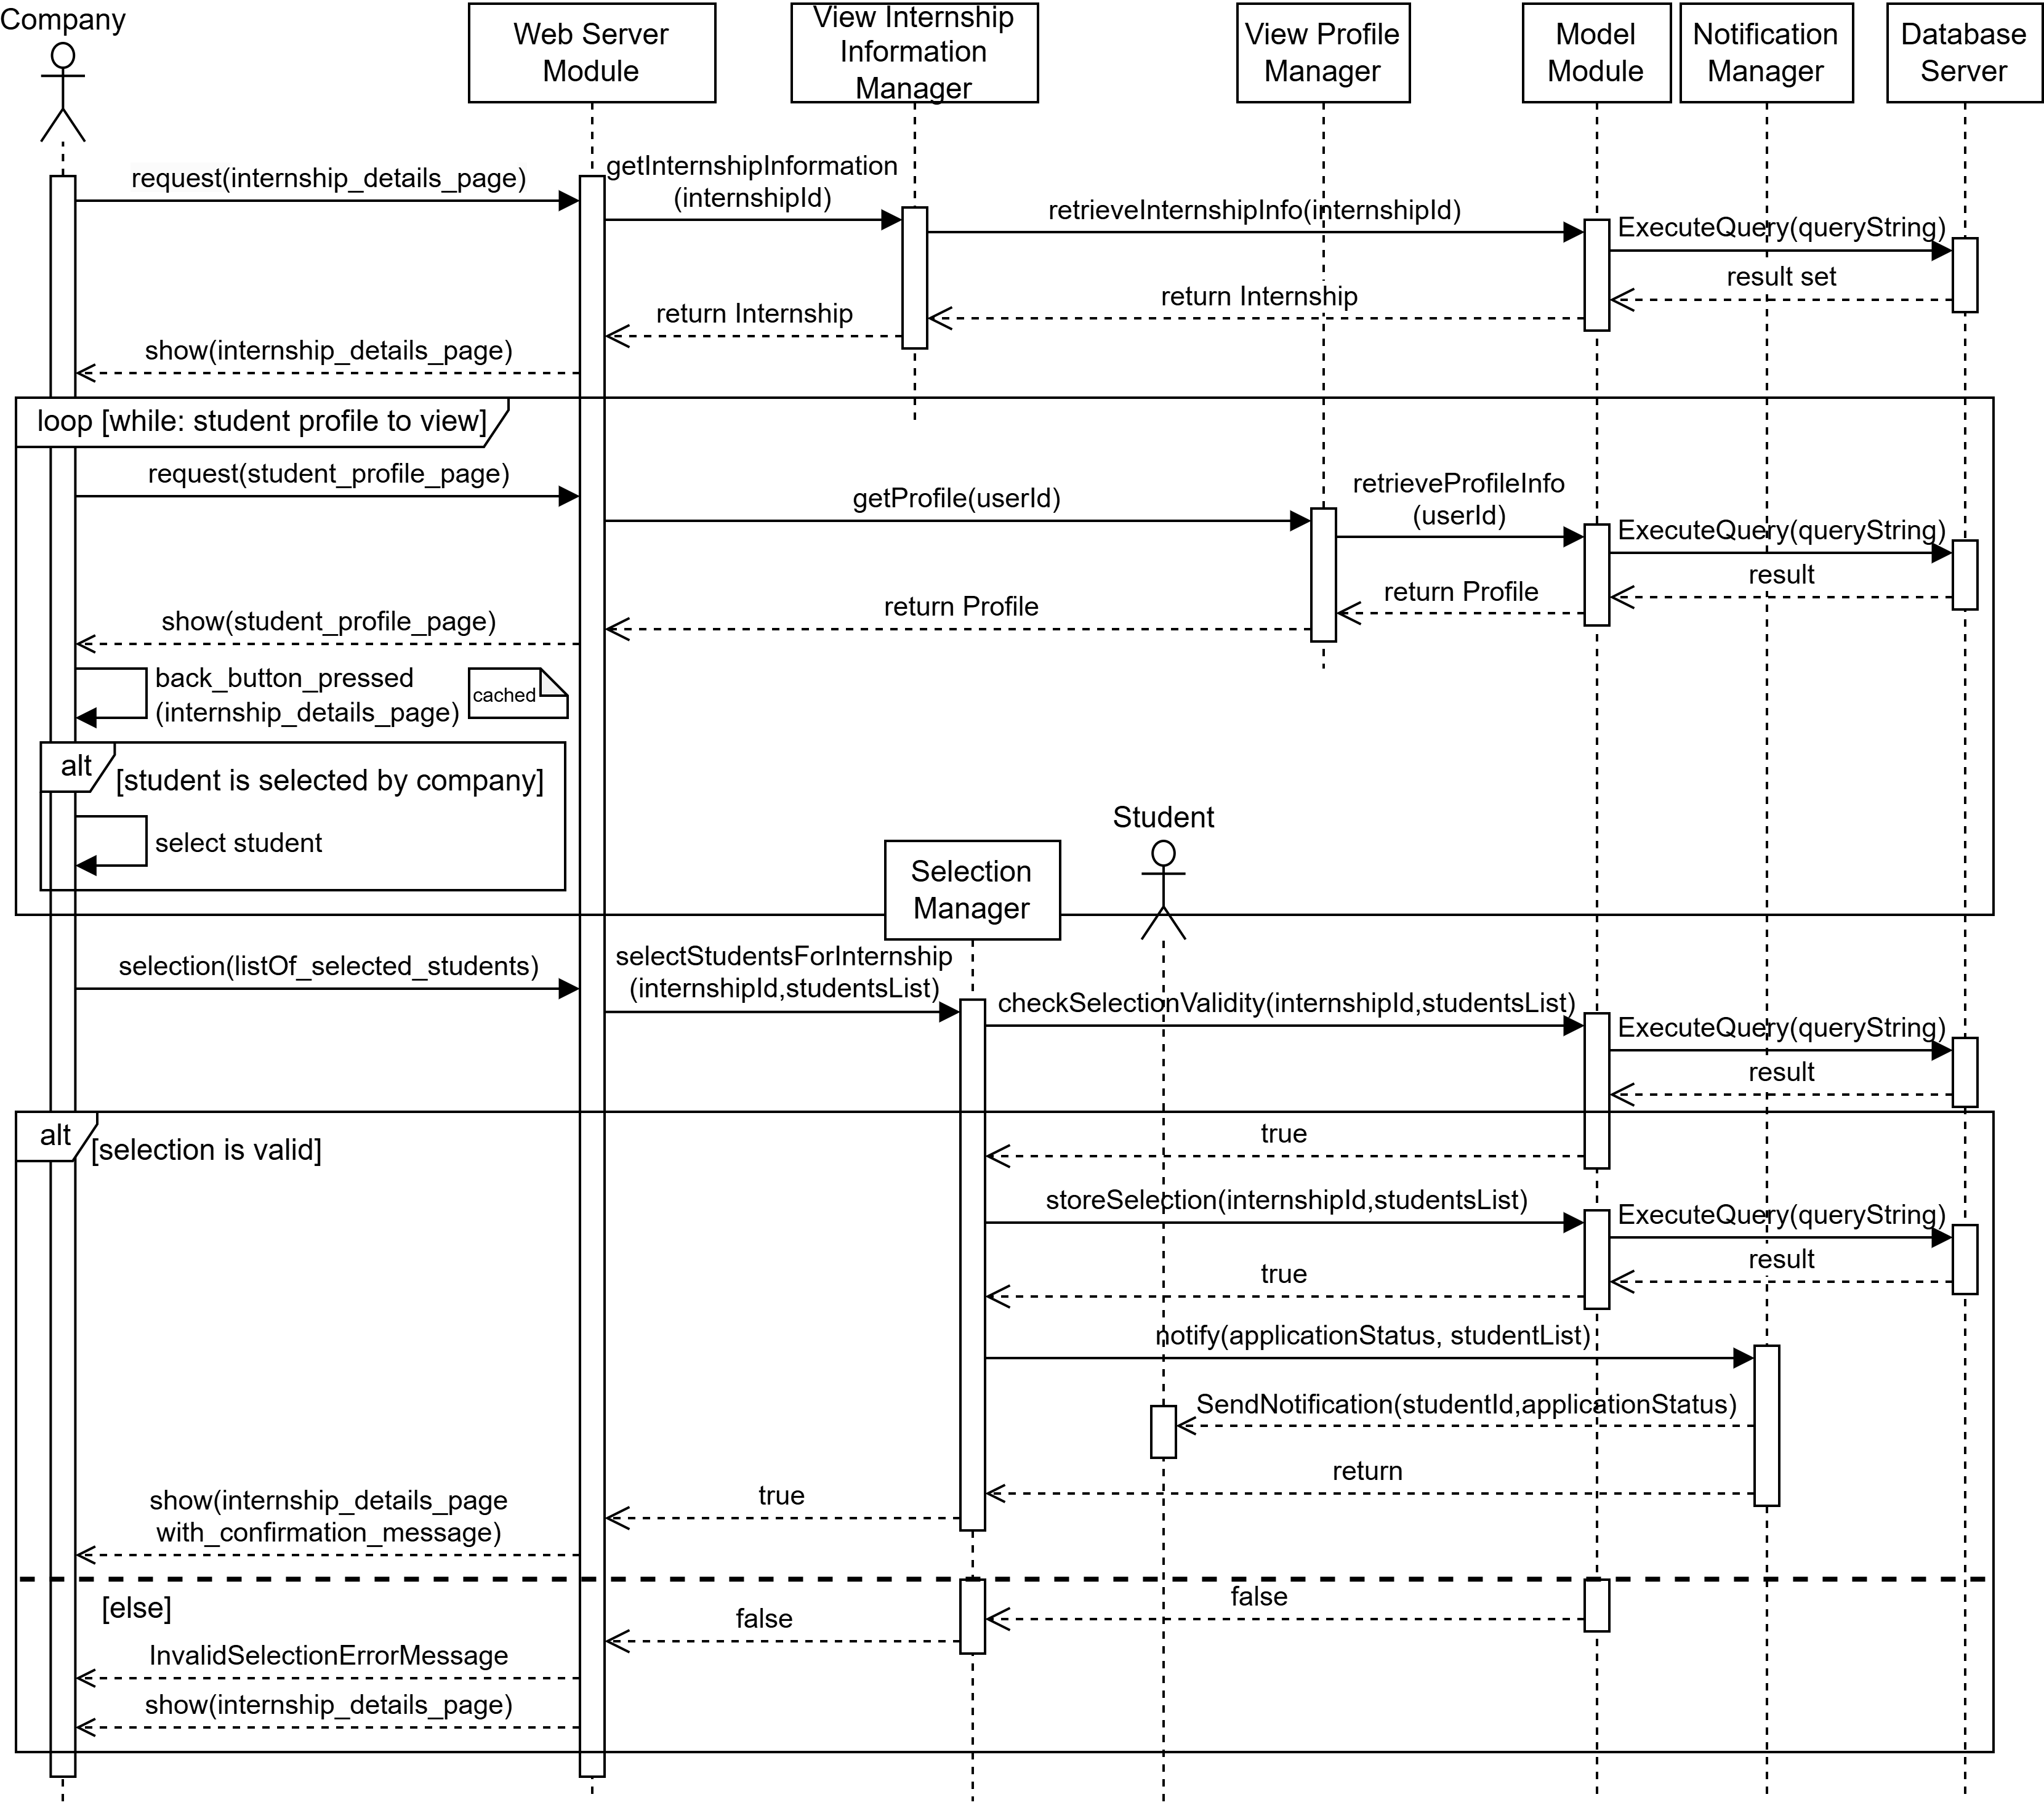 Company
Web Server
Module
View Internship
Information
Manager
View Profile
Manager
Model
Module
Notification
Manager
Database
Server
request(internship_details_page)
getInternshipInformation
(internshipId)
retrieveInternshipInfo(internshipId)
ExecuteQuery(queryString)
result set
return Internship
return Internship
show(internship_details_page)
loop [while: student profile to view]
request(student_profile_page)
getProfile(userId)
retrieveProfileInfo
(userId)
ExecuteQuery(queryString)
result
return Profile
return Profile
show(student_profile_page)
back_button_pressed
(internship_details_page)
cached
alt
[student is selected by company]
select student
Student
Selection
Manager
selection(listOf_selected_students)
selectStudentsForInternship
(internshipId,studentsList)
checkSelectionValidity(internshipId,studentsList)
ExecuteQuery(queryString)
result
alt
[selection is valid]
true
storeSelection(internshipId,studentsList)
ExecuteQuery(queryString)
result
true
notify(applicationStatus, studentList)
SendNotification(studentId,applicationStatus)
return
true
show(internship_details_page
with_confirmation_message)
[else]
false
false
InvalidSelectionErrorMessage
show(internship_details_page)